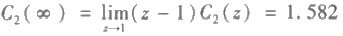 C₂(∞) = lim_{z→1}(z − 1)C₂(z) = 1.582